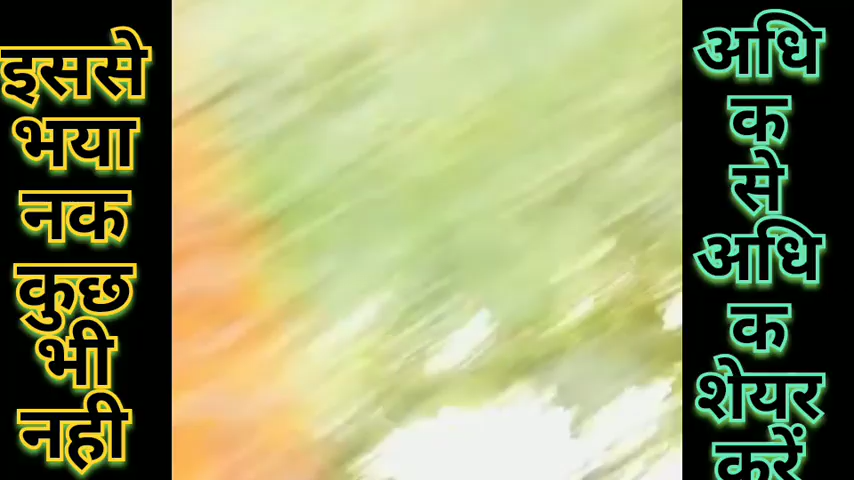 इससे
भया
नक
कुछ
भी
नही
अधि
क
से
अधि
क
शेयर
करें